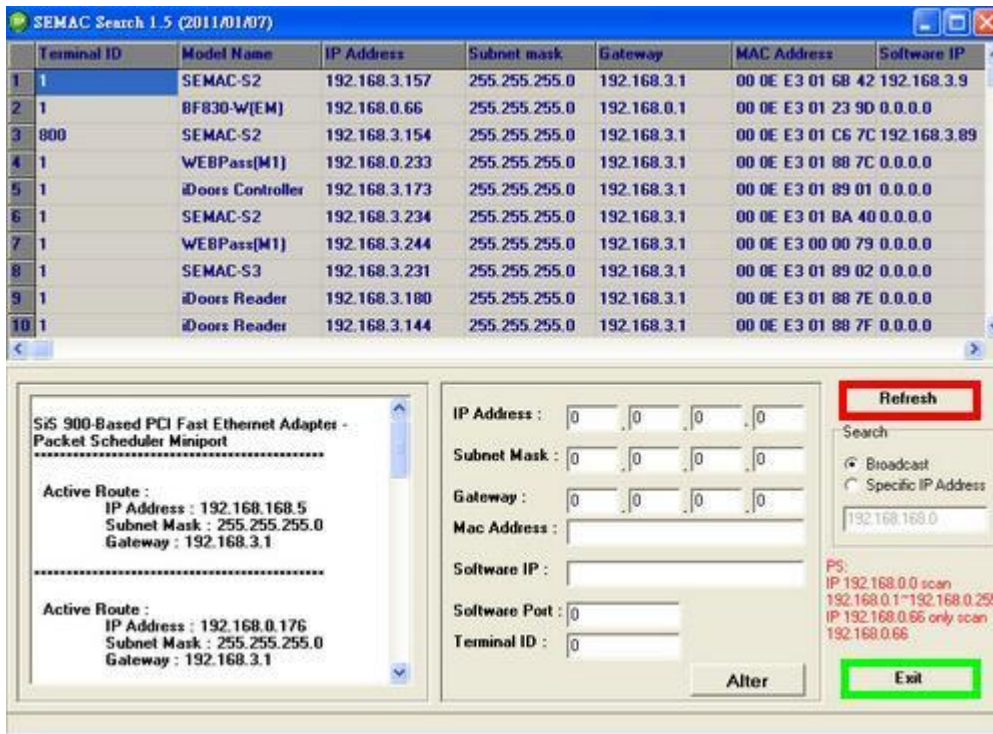 SEMAC Search 1.5 (2011/01/07)
Terminal ID Model Name IP Address Subnet mask Gateway MAC Address Software IP
1 1 SEMAC-S2 192.168.3.157 255.255.255.0 192.168.3.1 00 0E E3 01 6B 42 192.168.3.9
2 1 BF830-W(EM) 192.168.0.66 255.255.255.0 192.168.0.1 00 0E E3 01 23 9D 0.0.0.0
3 800 SEMAC-S2 192.168.3.154 255.255.255.0 192.168.3.1 00 0E E3 01 C6 7C 192.168.3.89
4 1 WEBPass(M1) 192.168.0.233 255.255.255.0 192.168.3.1 00 0E E3 01 88 7C 0.0.0.0
5 1 iDoors Controller 192.168.3.173 255.255.255.0 192.168.3.1 00 0E E3 01 89 01 0.0.0.0
6 1 SEMAC-S2 192.168.3.234 255.255.255.0 192.168.3.1 00 0E E3 01 BA 40 0.0.0.0
7 1 WEBPass(M1) 192.168.3.244 255.255.255.0 192.168.3.1 00 0E E3 00 00 79 0.0.0.0
8 1 SEMAC-S3 192.168.3.231 255.255.255.0 192.168.3.1 00 0E E3 01 89 02 0.0.0.0
9 1 iDoors Reader 192.168.3.180 255.255.255.0 192.168.3.1 00 0E E3 01 88 7E 0.0.0.0
10 1 iDoors Reader 192.168.3.144 255.255.255.0 192.168.3.1 00 0E E3 01 88 7F 0.0.0.0
SiS 900-Based PCI Fast Ethernet Adapter -
Packet Scheduler Miniport
**********************************************
Active Route :
IP Address : 192.168.168.5
Subnet Mask : 255.255.255.0
Gateway : 192.168.3.1
**********************************************
Active Route :
IP Address : 192.168.0.176
Subnet Mask : 255.255.255.0
Gateway : 192.168.3.1
IP Address : 0 . 0 . 0 . 0
Subnet Mask : 0 . 0 . 0 . 0
Gateway : 0 . 0 . 0 . 0
Mac Address :
Software IP :
Software Port : 0
Terminal ID : 0
Alter
Refresh
Search
Broadcast
Specific IP Address
192.168.168.0
PS:
IP 192.168.0.0 scan
192.168.0.1~192.168.0.255
IP 192.168.0.66 only scan
192.168.0.66
Exit